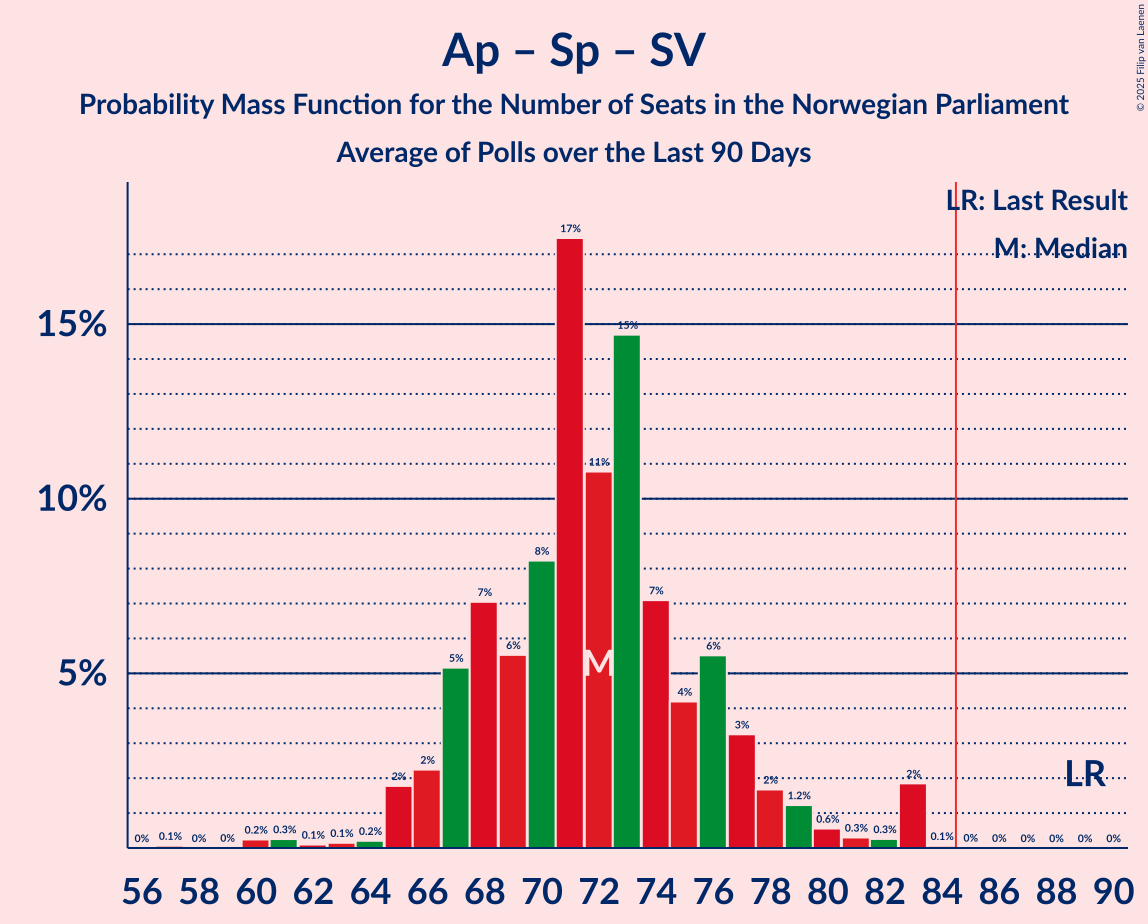 Ap – Sp – SV
Probability Mass Function for the Number of Seats in the Norwegian Parliament
Average of Polls over the Last 90 Days
© 2025 Filip van Laenen
LR: Last Result
M: Median
15%
10%
5%
0% 0.1% 0% 0% 0.2% 0.3% 0.1% 0.1% 0.2% 2% 2% 5% 7% 6% 8% 17% 11% 15% 7% 4% 6% 3% 2% 1.2% 0.6% 0.3% 0.3% 2% 0.1% 0% 0% 0% 0% 0% 0%
M
LR
56 58 60 62 64 66 68 70 72 74 76 78 80 82 84 86 88 90